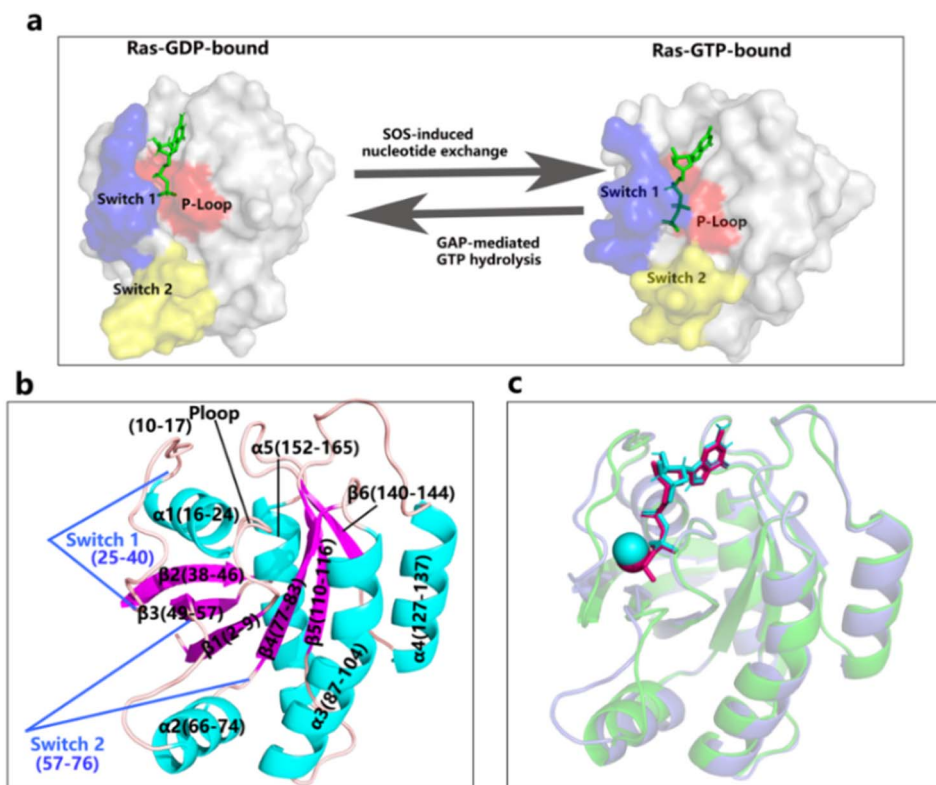 a
Ras-GDP-bound
Ras-GTP-bound
SOS-induced
nucleotide exchange
Switch 1
P-Loop
Switch 2
GAP-mediated
GTP hydrolysis
Switch 1
P-Loop
Switch 2
b
Ploop
(10-17)
α5(152-165)
β6(140-144)
α1(16-24)
Switch 1
(25-40)
β2(38-46)
β3(49-57)
β1(2-9)
β4(77-83)
β5(110-116)
α4(127-137)
α3(87-104)
α2(66-74)
Switch 2
(57-76)
c